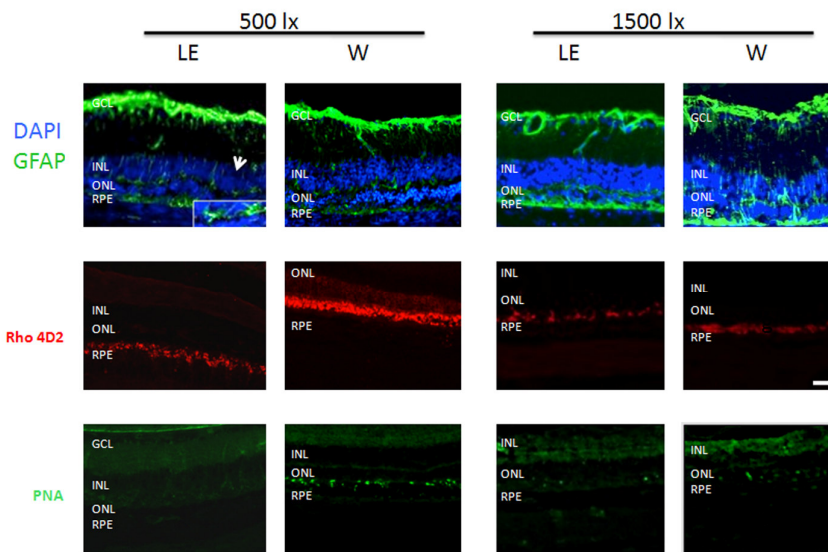 500 lx 1500 lx
LE W LE W
DAPI
GFAP
GCL
INL
ONL
RPE
GCL
INL
ONL
RPE
GCL
INL
ONL
RPE
GCL
INL
ONL
RPE
Rho 4D2
INL
ONL
RPE
ONL
RPE
INL
ONL
RPE
INL
ONL
RPE
PNA
GCL
INL
ONL
RPE
INL
ONL
RPE
INL
ONL
RPE
INL
ONL
RPE